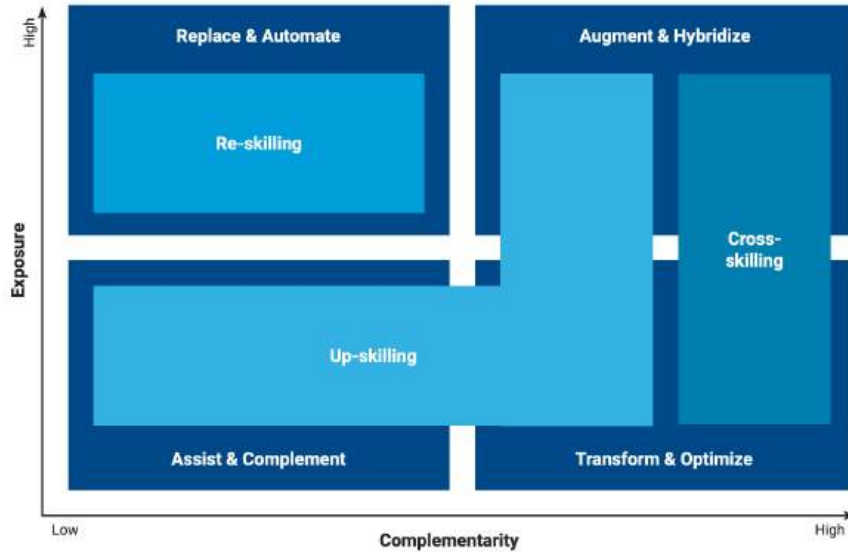 High
Replace & Automate
Augment & Hybridize
Re-skilling
Exposure
Cross-
skilling
Up-skilling
Assist & Complement
Transform & Optimize
Low
Complementarity
High